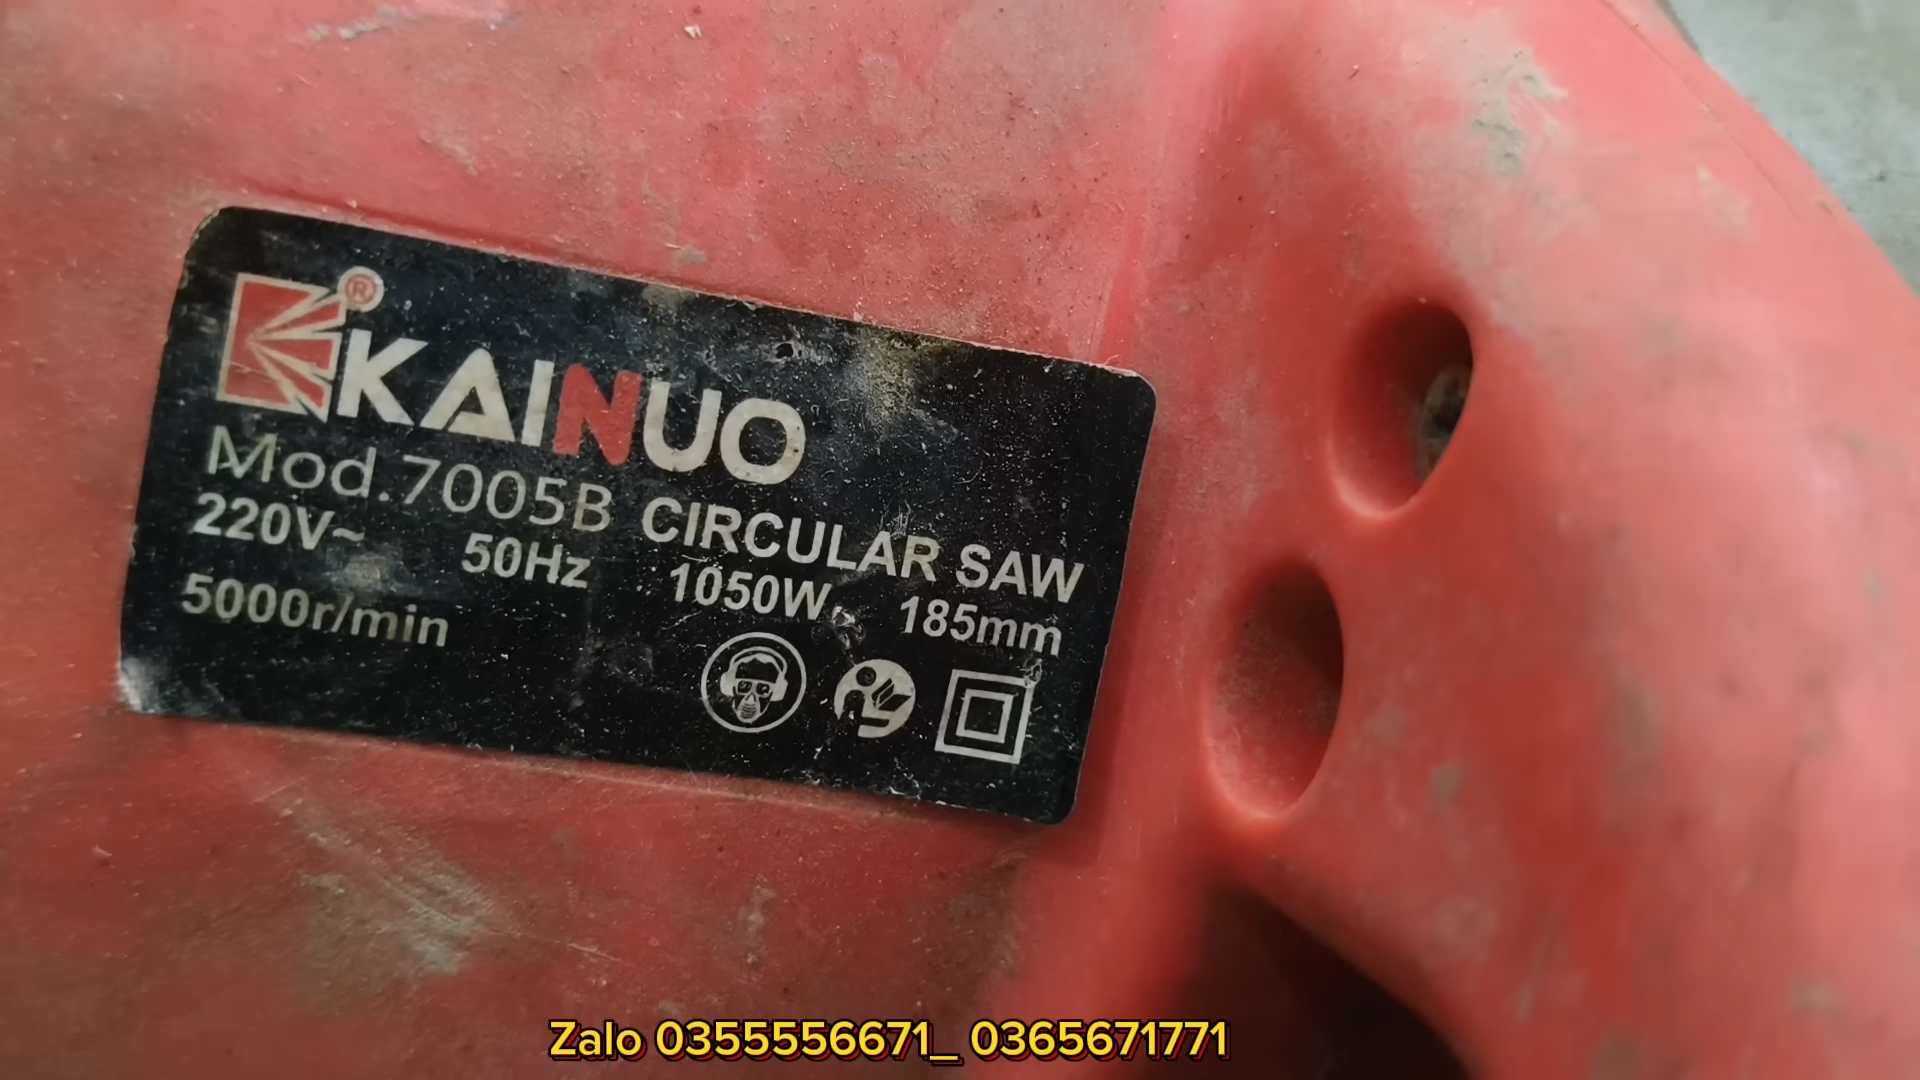 ®
KAINUO
Mod.7005B CIRCULAR SAW
220V~ 50Hz 1050W 185mm
5000r/min
Zalo 0355556671_ 0365671771